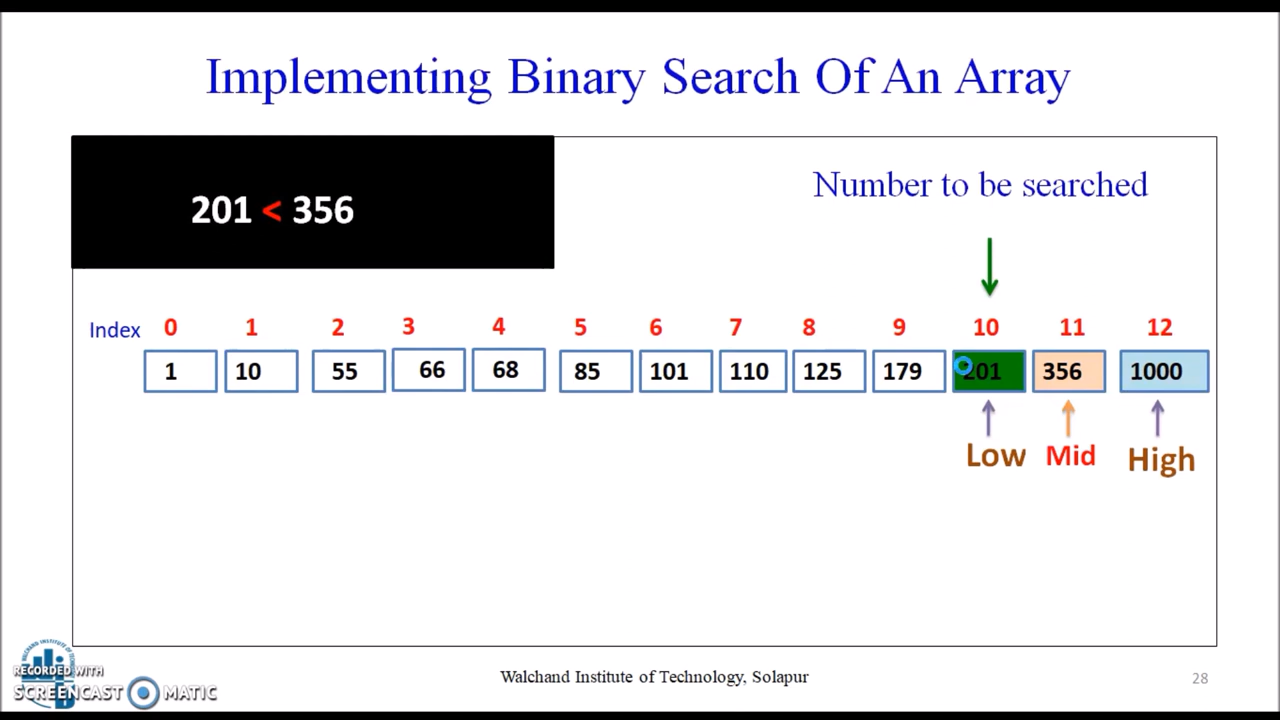 Implementing Binary Search Of An Array
201 < 356
Number to be searched
Index 0 1 2 3 4 5 6 7 8 9 10 11 12
1 10 55 66 68 85 101 110 125 179 201 356 1000
Low Mid High
RECORDED WITH
SCREENCAST MATIC
Walchand Institute of Technology, Solapur
28